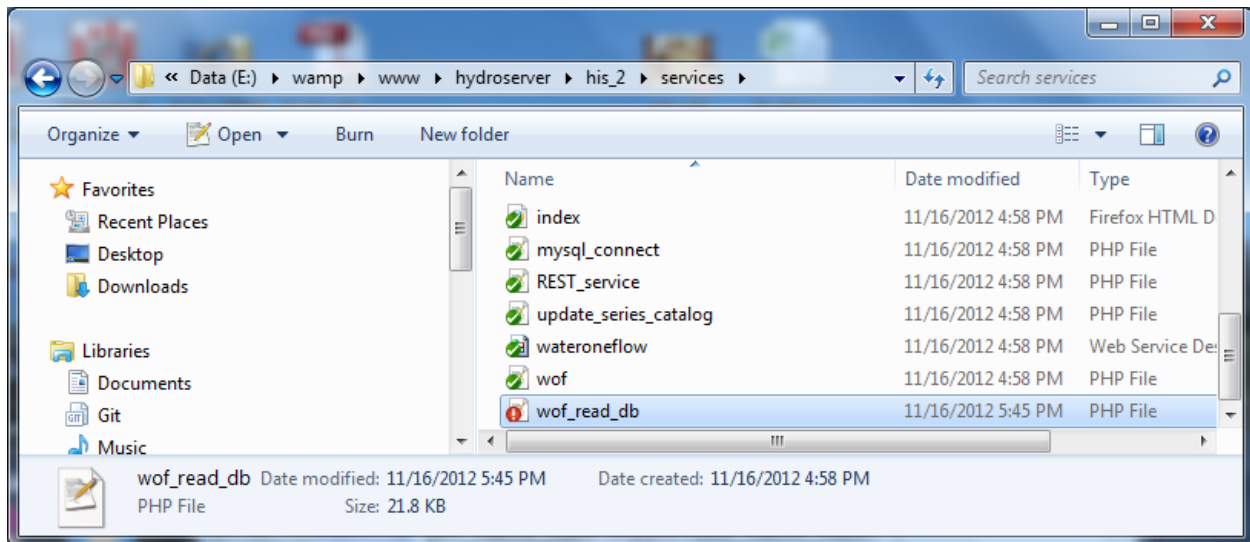 « Data (E:) ▸ wamp ▸ www ▸ hydroserver ▸ his_2 ▸ services ▸ Search services
Organize Open Burn New folder
Favorites
Recent Places
Desktop
Downloads
Libraries
Documents
Git
Music
Name Date modified Type
index 11/16/2012 4:58 PM Firefox HTML D
mysql_connect 11/16/2012 4:58 PM PHP File
REST_service 11/16/2012 4:58 PM PHP File
update_series_catalog 11/16/2012 4:58 PM PHP File
wateroneflow 11/16/2012 4:58 PM Web Service De
wof 11/16/2012 4:58 PM PHP File
wof_read_db 11/16/2012 5:45 PM PHP File
wof_read_db Date modified: 11/16/2012 5:45 PM Date created: 11/16/2012 4:58 PM
PHP File Size: 21.8 KB